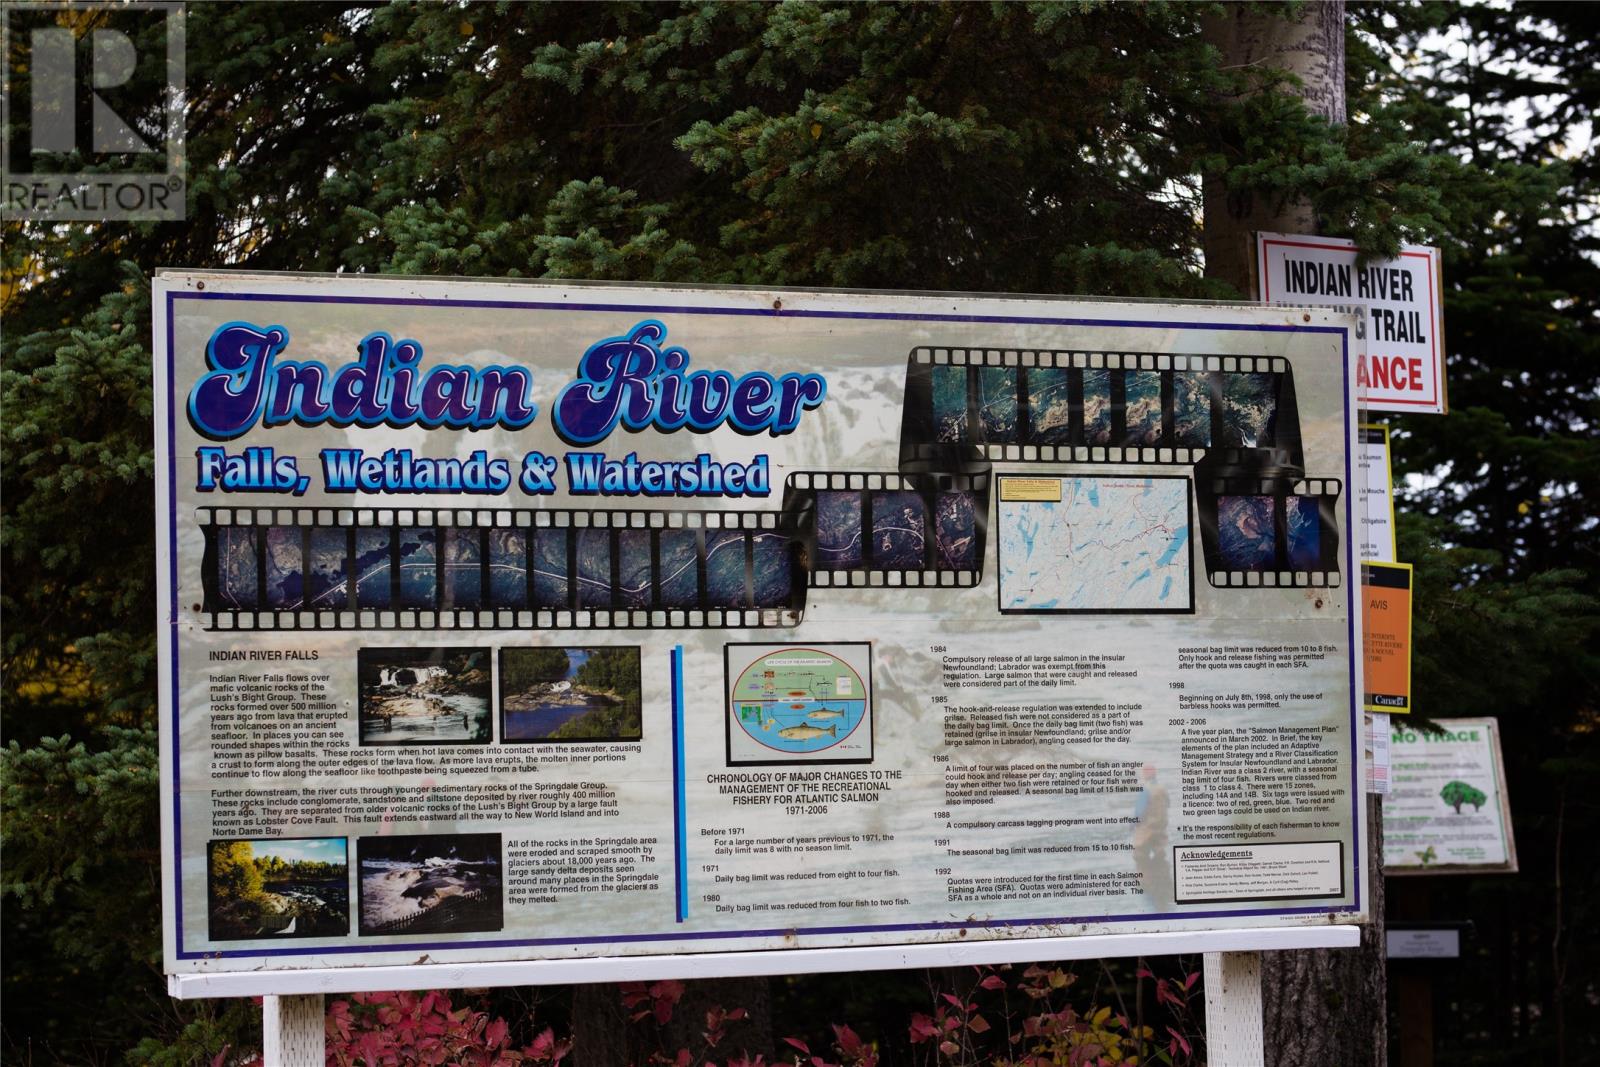 REALTOR®
Indian River
Falls, Wetlands & Watershed
INDIAN RIVER FALLS
Indian River Falls flows over
mafic volcanic rocks of the
Lush's Bight Group. These
rocks formed over 500 million
years ago from lava that erupted
from volcanoes on an ancient
seafloor. In places you can see
rounded shapes within the rocks
known as pillow basalts. These rocks form when hot lava comes into contact with the seawater, causing
a crust to form along the outer edges of the lava flow. As more lava erupts, the molten inner portions
continue to flow along the seafloor like toothpaste being squeezed from a tube.
Further downstream, the river cuts through younger sedimentary rocks of the Springdale Group.
These rocks include conglomerate, sandstone and siltstone deposited by river roughly 400 million
years ago. They are separated from older volcanic rocks of the Lush's Bight Group by a large fault
known as Lobster Cove Fault. This fault extends eastward all the way to New World Island and into
Norte Dame Bay.
All of the rocks in the Springdale area
were eroded and scraped smooth by
glaciers about 18,000 years ago. The
large sandy delta deposits seen
around many places in the Springdale
area were formed from the glaciers as
they melted.
CHRONOLOGY OF MAJOR CHANGES TO THE
MANAGEMENT OF THE RECREATIONAL
FISHERY FOR ATLANTIC SALMON
1971-2006
Before 1971
For a large number of years previous to 1971, the
daily limit was 8 with no season limit.
1971
Daily bag limit was reduced from eight to four fish.
1980
Daily bag limit was reduced from four fish to two fish.
1984
Compulsory release of all large salmon in the insular
Newfoundland; Labrador was exempt from this
regulation. Large salmon that were caught and released
were considered part of the daily limit.
1985
The hook-and-release regulation was extended to include
grilse. Released fish were not considered as a part of
the daily bag limit. Once the daily bag limit (two fish) was
retained (grilse in insular Newfoundland; grilse and/or
large salmon in Labrador), angling ceased for the day.
1986
A limit of four was placed on the number of fish an angler
could hook and release per day; angling ceased for the
day when either two fish were retained or four fish were
hooked and released. A seasonal bag limit of 15 fish was
also imposed.
1988
A compulsory carcass tagging program went into effect.
1991
The seasonal bag limit was reduced from 15 to 10 fish.
1992
Quotas were introduced for the first time in each Salmon
Fishing Area (SFA). Quotas were administered for each
SFA as a whole and not on an individual river basis. The
seasonal bag limit was reduced from 10 to 8 fish.
Only hook and release fishing was permitted
after the quota was caught in each SFA.
1998
Beginning on July 8th, 1998, only the use of
barbless hooks was permitted.
2002 - 2006
A five year plan, the "Salmon Management Plan"
announced in March 2002. In Brief, the key
elements of the plan included an Adaptive
Management Strategy and a River Classification
System for Insular Newfoundland and Labrador.
Indian River was a class 2 river, with a seasonal
bag limit of four fish. Rivers were classed from
class 1 to class 4. There were 15 zones,
including 14A and 14B. Six tags were issued with
a licence: two of red, green, blue. Two red and
two green tags could be used on Indian river.
* It's the responsibility of each fisherman to know
the most recent regulations.
Acknowledgements
2007
INDIAN RIVER
TRAIL
AVIS
Canada
NO TRACE